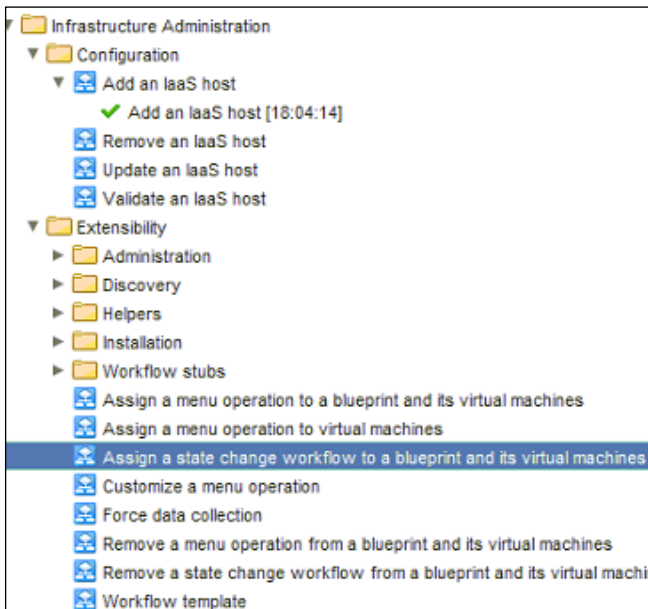 Infrastructure Administration
Configuration
Add an IaaS host
Add an IaaS host [18:04:14]
Remove an IaaS host
Update an IaaS host
Validate an IaaS host
Extensibility
Administration
Discovery
Helpers
Installation
Workflow stubs
Assign a menu operation to a blueprint and its virtual machines
Assign a menu operation to virtual machines
Assign a state change workflow to a blueprint and its virtual machines
Customize a menu operation
Force data collection
Remove a menu operation from a blueprint and its virtual machines
Remove a state change workflow from a blueprint and its virtual machi
Workflow template